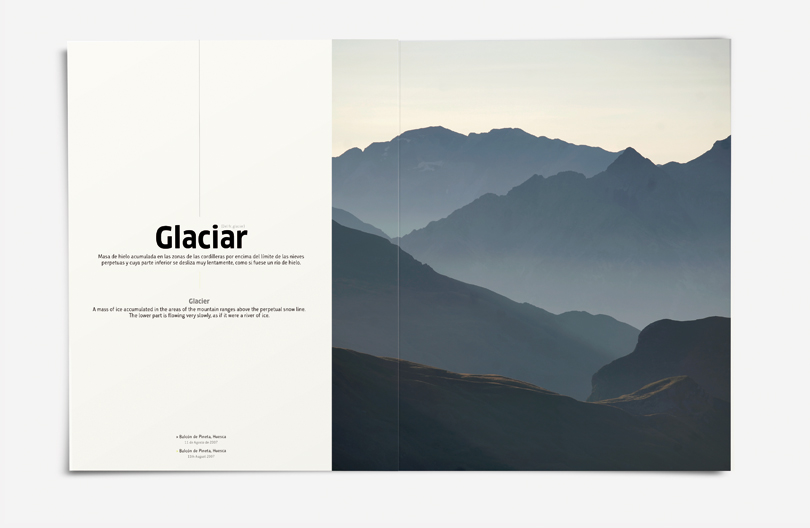 Glaciar
Masa de hielo acumulada en las zonas de las cordilleras por encima del límite de las nieves
perpetuas y cuya parte inferior se desliza muy lentamente, como si fuese un río de hielo.
Glacier
A mass of ice accumulated in the areas of the mountain ranges above the perpetual snow line.
The lower part is flowing very slowly, as if it were a river of ice.
Balcón de Pineta, Huesca
Balcón de Pineta, Huesca